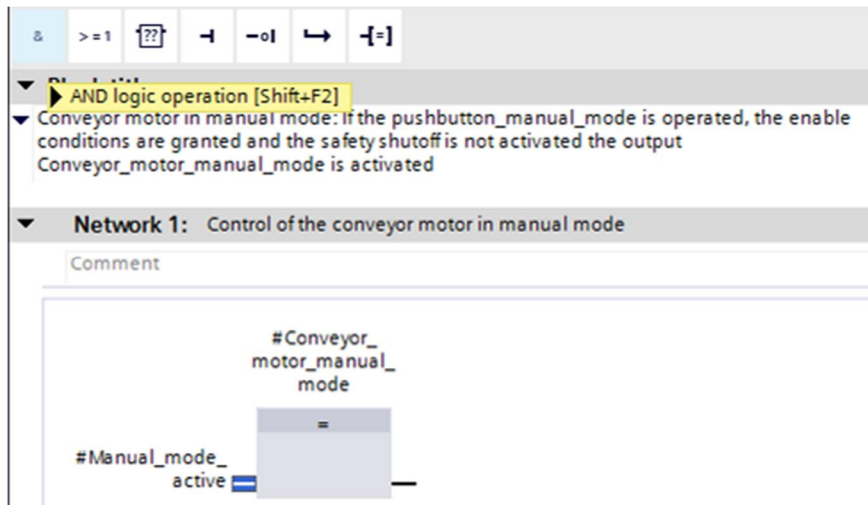 & >=1 ?? -o| -[=]
AND logic operation [Shift+F2]
Conveyor motor in manual mode: If the pushbutton_manual_mode is operated, the enable
conditions are granted and the safety shutoff is not activated the output
Conveyor_motor_manual_mode is activated
Network 1: Control of the conveyor motor in manual mode
Comment
#Conveyor_
motor_manual_
mode
=
#Manual_mode_
active